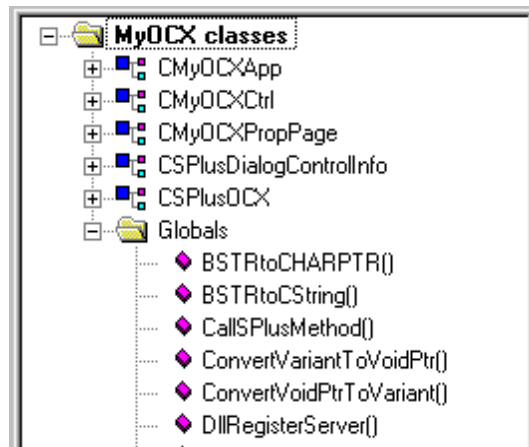 MyOCX classes
CMyOCXApp
CMyOCXCtrl
CMyOCXPropPage
CSPlusDialogControlInfo
CSPlusOCX
Globals
BSTRtoCHARPTR()
BSTRtoCString()
CallSPlusMethod()
ConvertVariantToVoidPtr()
ConvertVoidPtrToVariant()
DllRegisterServer()